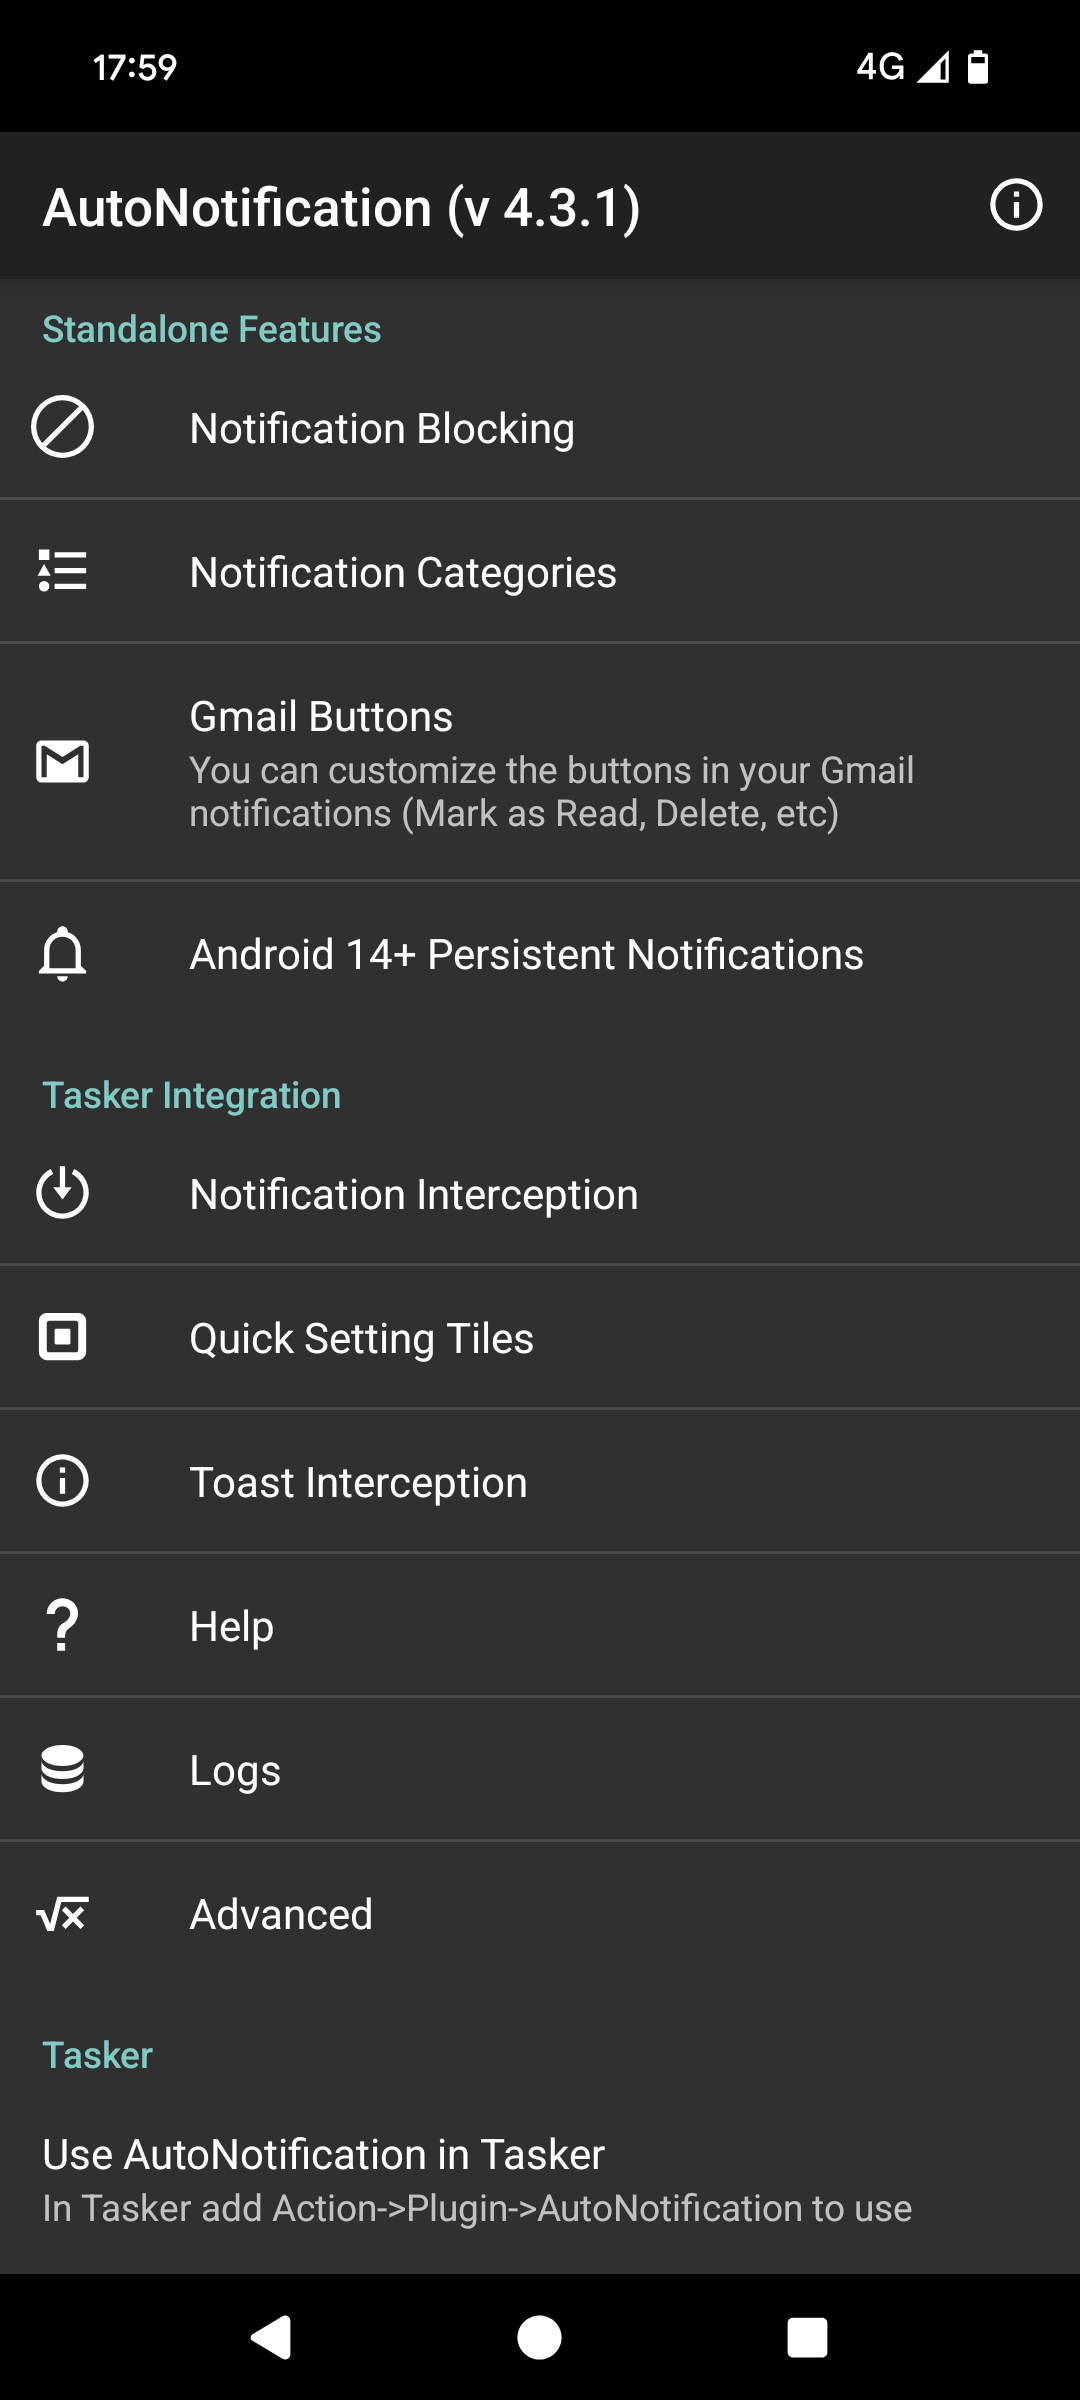 17:59
4G
AutoNotification (v 4.3.1)
Standalone Features
Notification Blocking
Notification Categories
Gmail Buttons
You can customize the buttons in your Gmail
notifications (Mark as Read, Delete, etc)
Android 14+ Persistent Notifications
Tasker Integration
Notification Interception
Quick Setting Tiles
Toast Interception
Help
Logs
Advanced
Tasker
Use AutoNotification in Tasker
In Tasker add Action->Plugin->AutoNotification to use